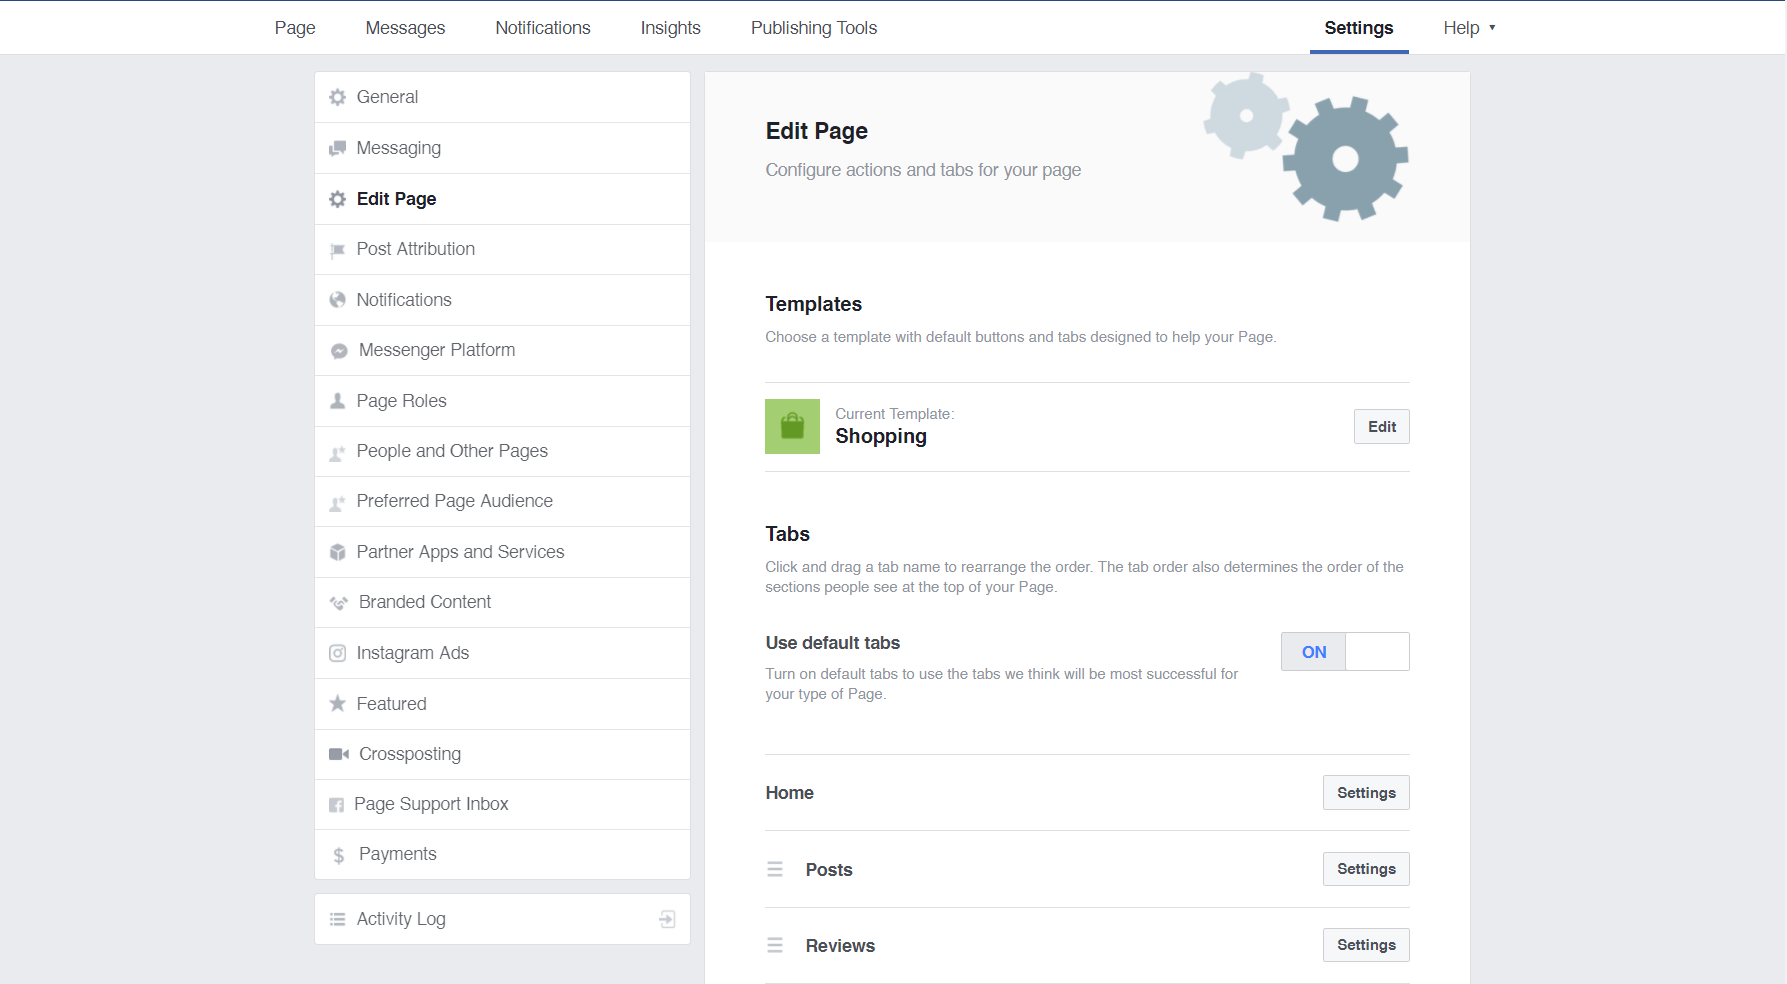 Page Messages Notifications Insights Publishing Tools Settings Help
General
Messaging
Edit Page
Post Attribution
Notifications
Messenger Platform
Page Roles
People and Other Pages
Preferred Page Audience
Partner Apps and Services
Branded Content
Instagram Ads
Featured
Crossposting
Page Support Inbox
Payments
Activity Log
Edit Page
Configure actions and tabs for your page
Templates
Choose a template with default buttons and tabs designed to help your Page.
Current Template:
Shopping
Edit
Tabs
Click and drag a tab name to rearrange the order. The tab order also determines the order of the
sections people see at the top of your Page.
Use default tabs
ON
Turn on default tabs to use the tabs we think will be most successful for
your type of Page.
Home Settings
Posts Settings
Reviews Settings